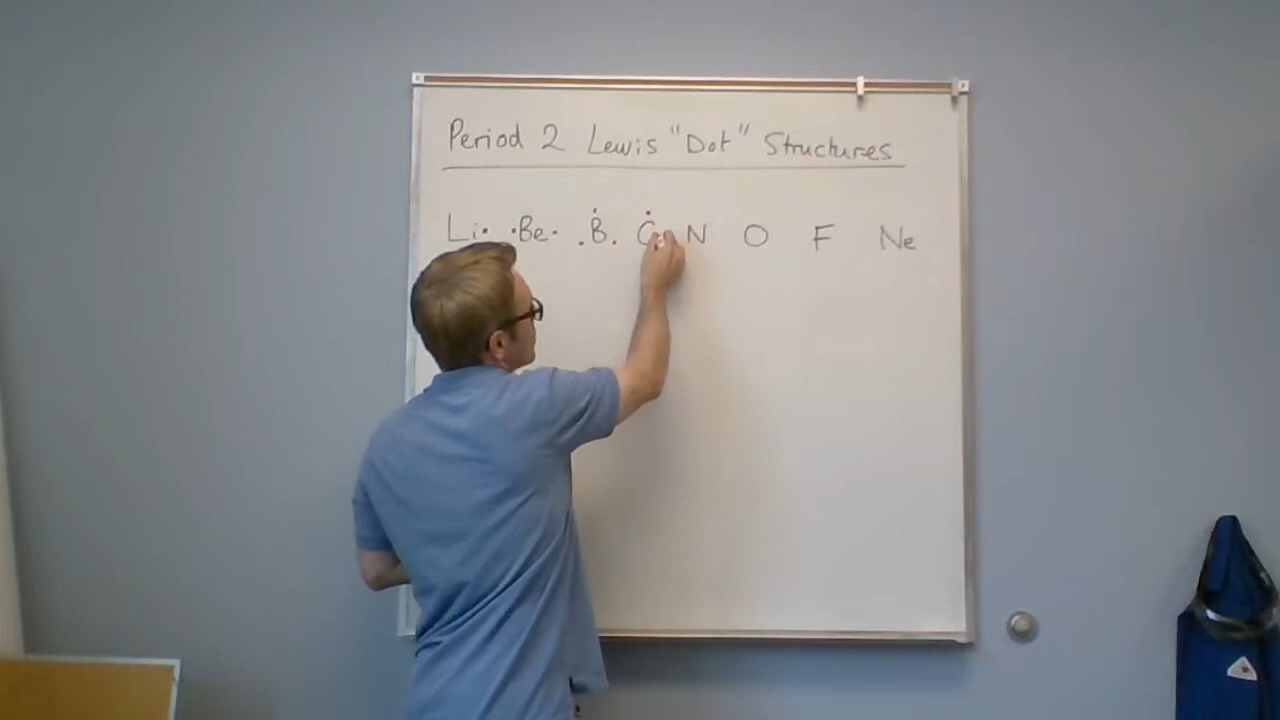 Period 2 Lewis "Dot" Structures
Li· ·Be· .Ḃ. Ċ N O F Ne